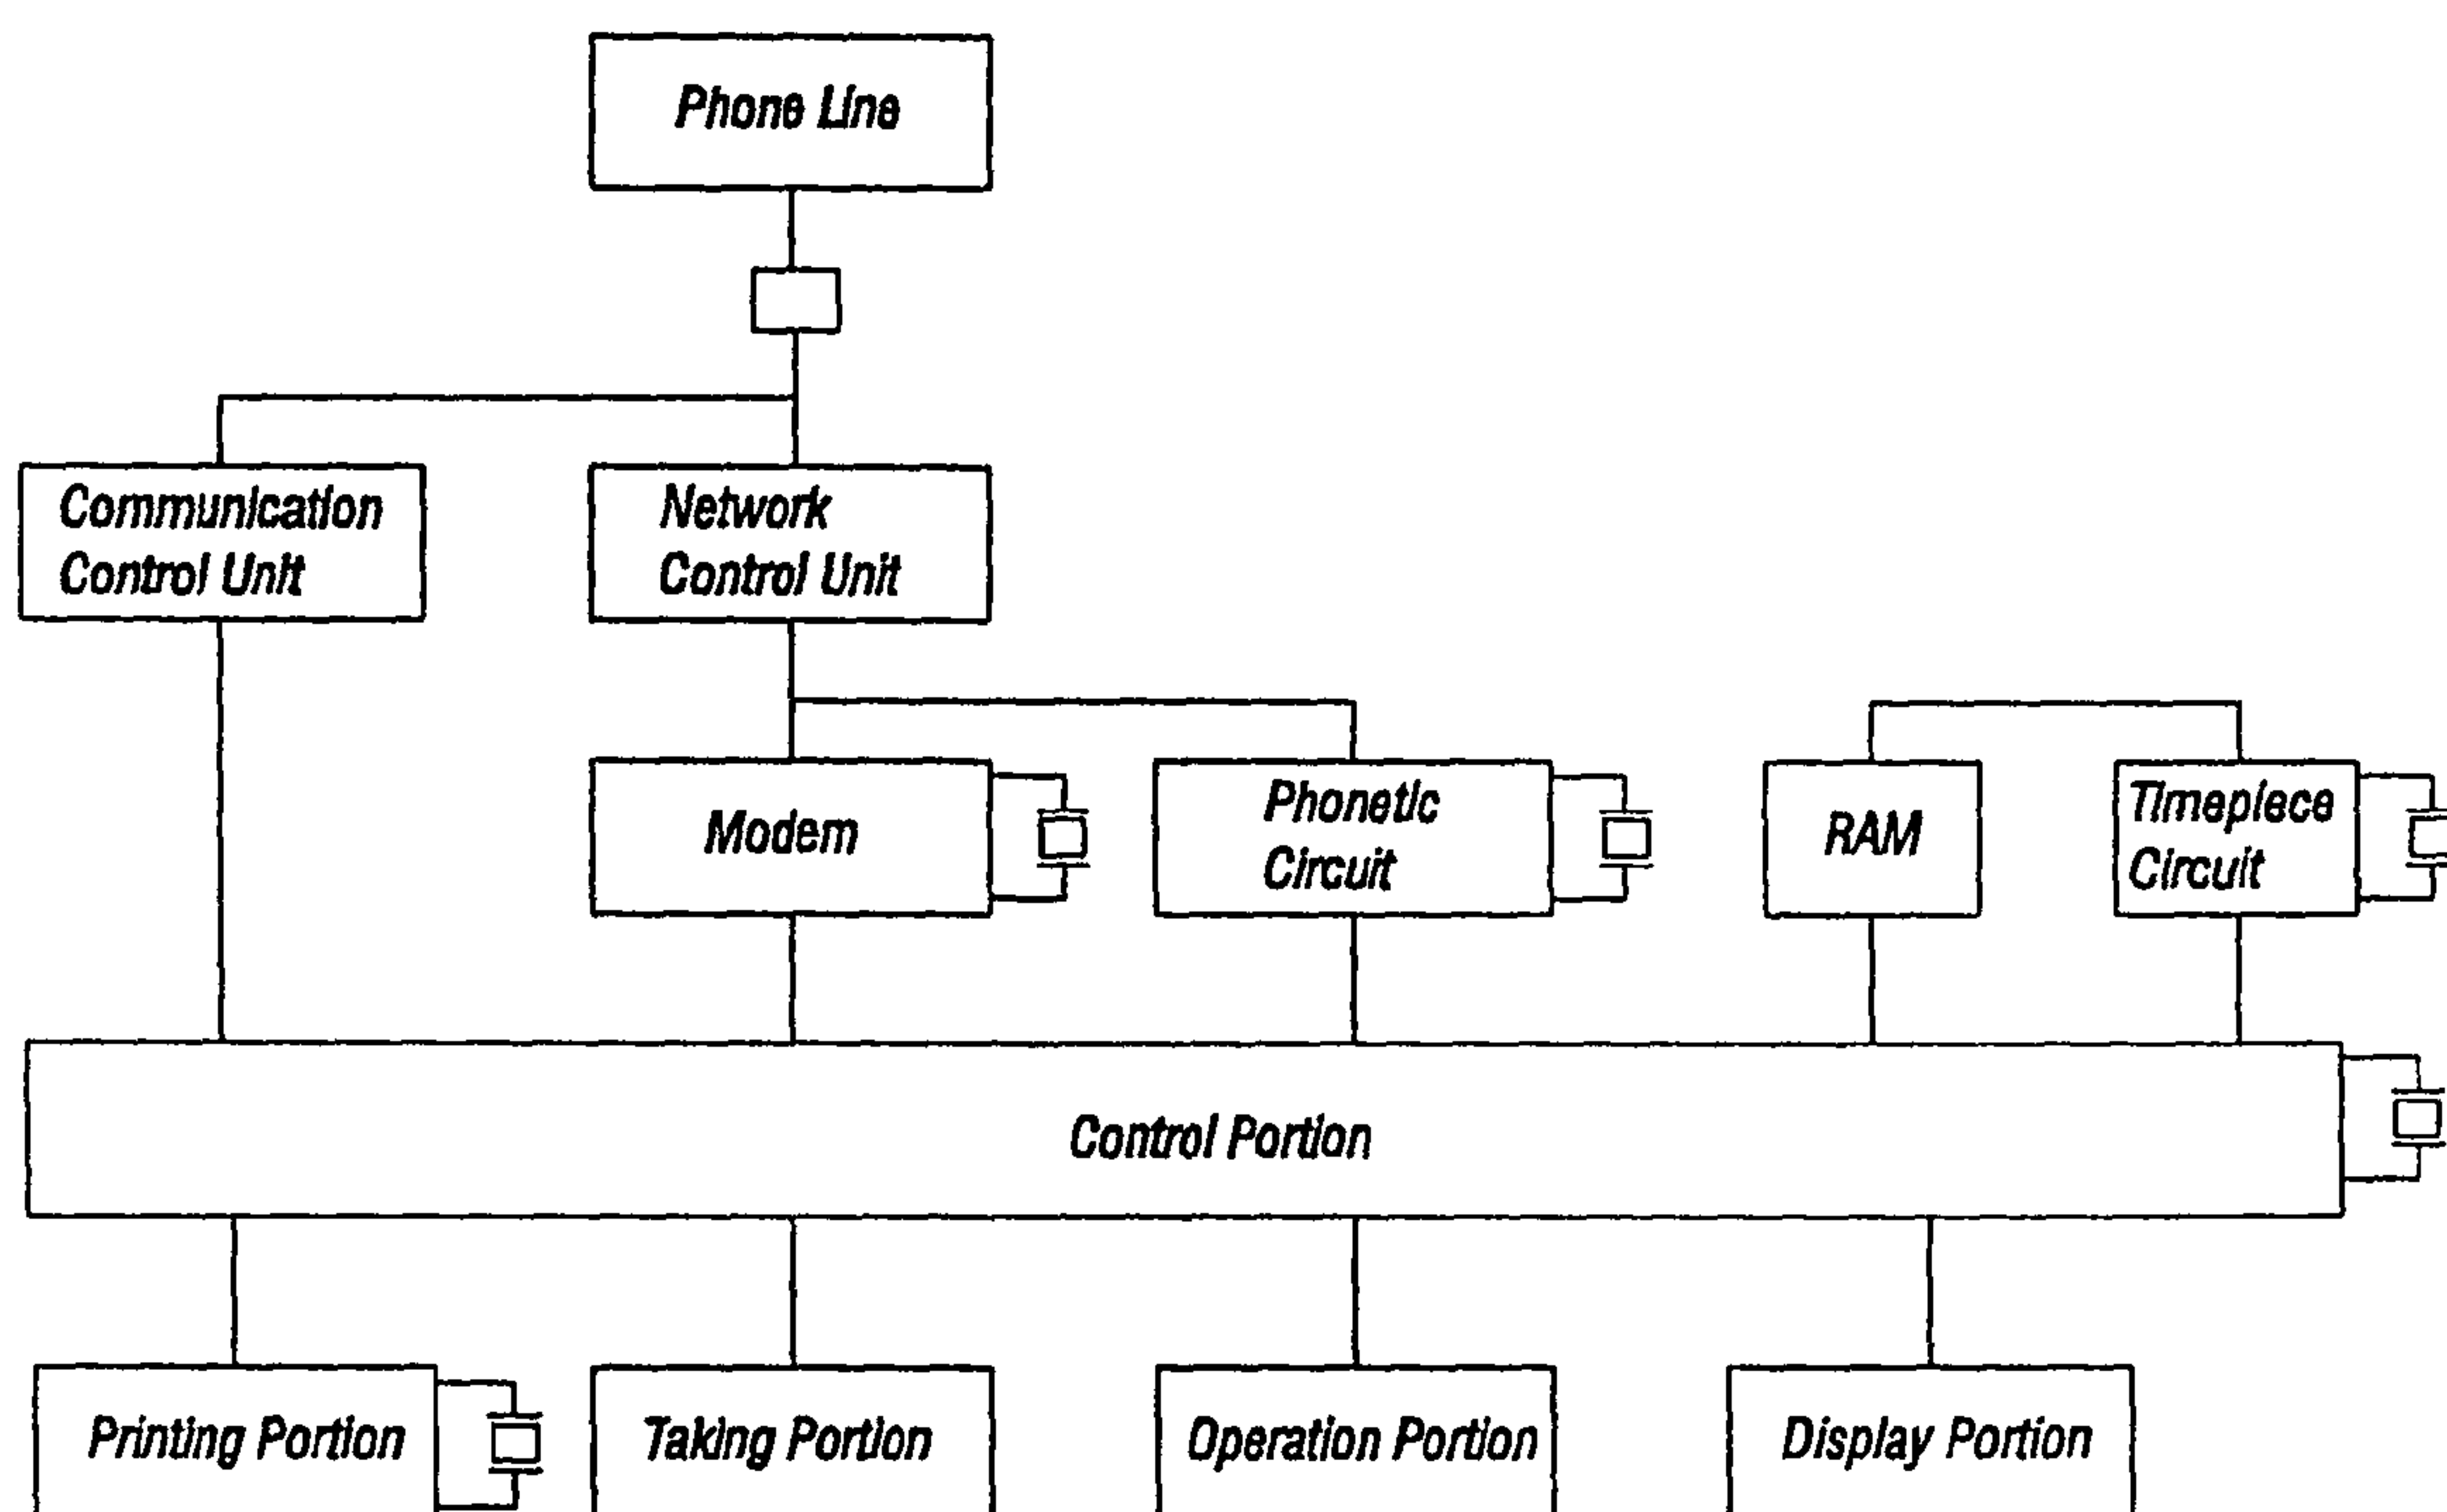 Phone Line
Communication
Control Unit
Network
Control Unit
Modem
Phonetic
Circuit
RAM
Timepiece
Circuit
Control Portion
Printing Portion
Taking Portion
Operation Portion
Display Portion